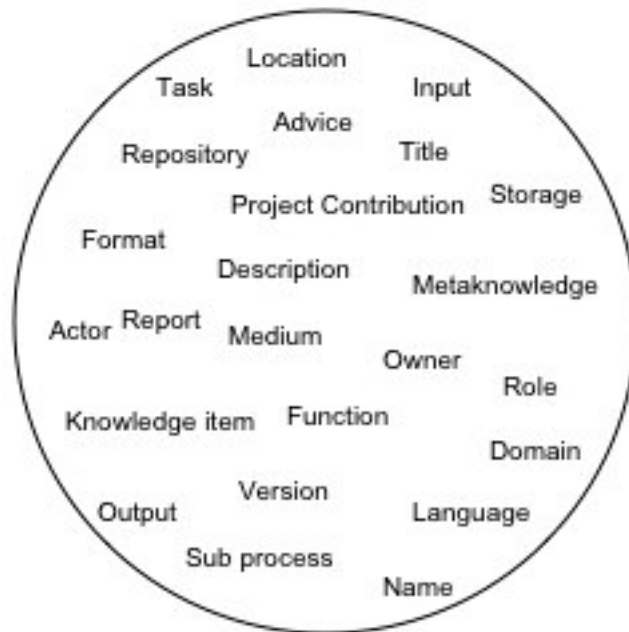 Location
Task
Input
Advice
Repository
Title
Storage
Project Contribution
Format
Description
Metaknowledge
Actor
Report
Medium
Owner
Role
Knowledge item
Function
Domain
Version
Output
Language
Sub process
Name